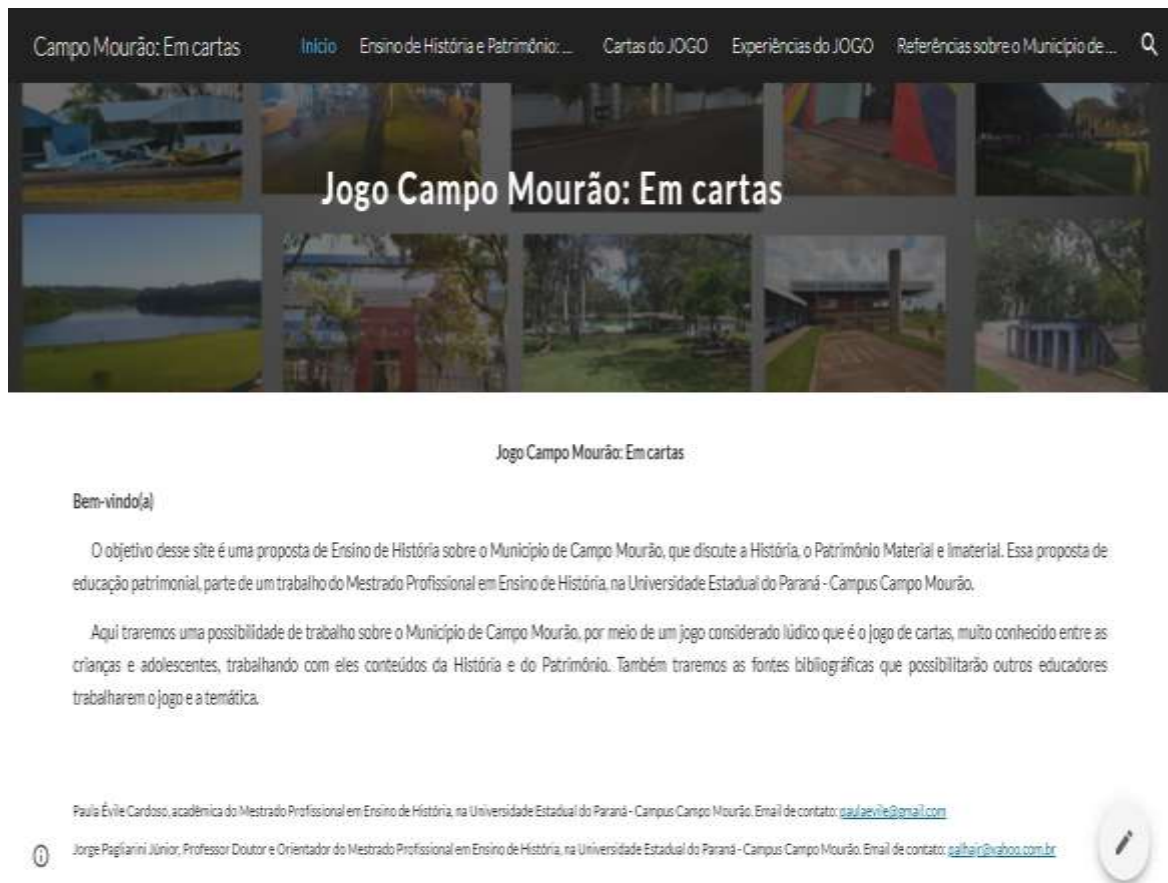 Campo Mourão: Em cartas
Início
Ensino de História e Patrimônio: ...
Cartas do JOGO
Experiências do JOGO
Referências sobre o Município de ...
Jogo Campo Mourão: Em cartas
Jogo Campo Mourão: Em cartas
Bem-vindo(a)
O objetivo desse site é uma proposta de Ensino de História sobre o Município de Campo Mourão, que discute a História, o Patrimônio Material e Imaterial. Essa proposta de
educação patrimonial, parte de um trabalho do Mestrado Profissional em Ensino de História, na Universidade Estadual do Paraná - Campus Campo Mourão.
Aqui traremos uma possibilidade de trabalho sobre o Município de Campo Mourão, por meio de um jogo considerado lúdico que é o jogo de cartas, muito conhecido entre as
crianças e adolescentes, trabalhando com eles conteúdos da História e do Patrimônio. Também traremos as fontes bibliográficas que possibilitarão outros educadores
trabalharem o jogo e a temática.
Paula Évile Cardoso, acadêmica do Mestrado Profissional em Ensino de História, na Universidade Estadual do Paraná - Campus Campo Mourão. Email de contato: paulaevile@gmail.com
Jorge Pagliarini Júnior, Professor Doutor e Orientador do Mestrado Profissional em Ensino de História, na Universidade Estadual do Paraná - Campus Campo Mourão. Email de contato: palhajr@yahoo.com.br